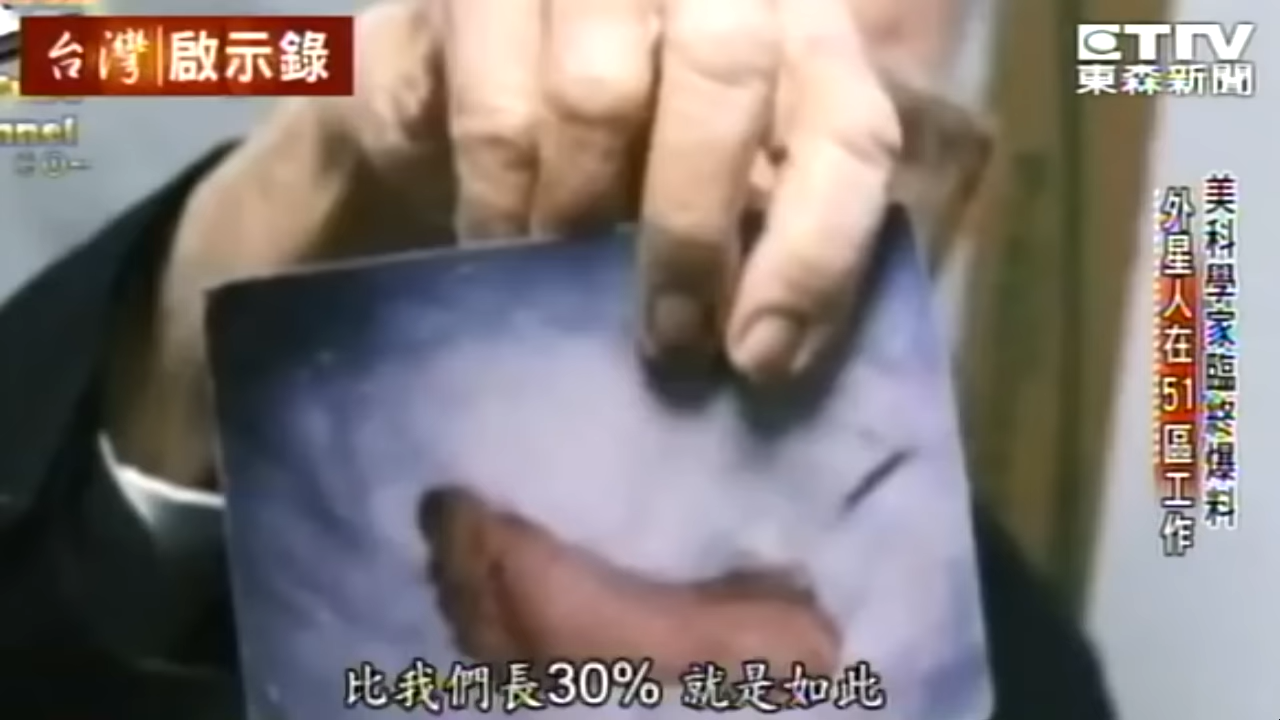 台灣 啟示錄
ETTV
東森新聞
美科學家臨終爆料
外星人在51區工作
比我們長30% 就是如此